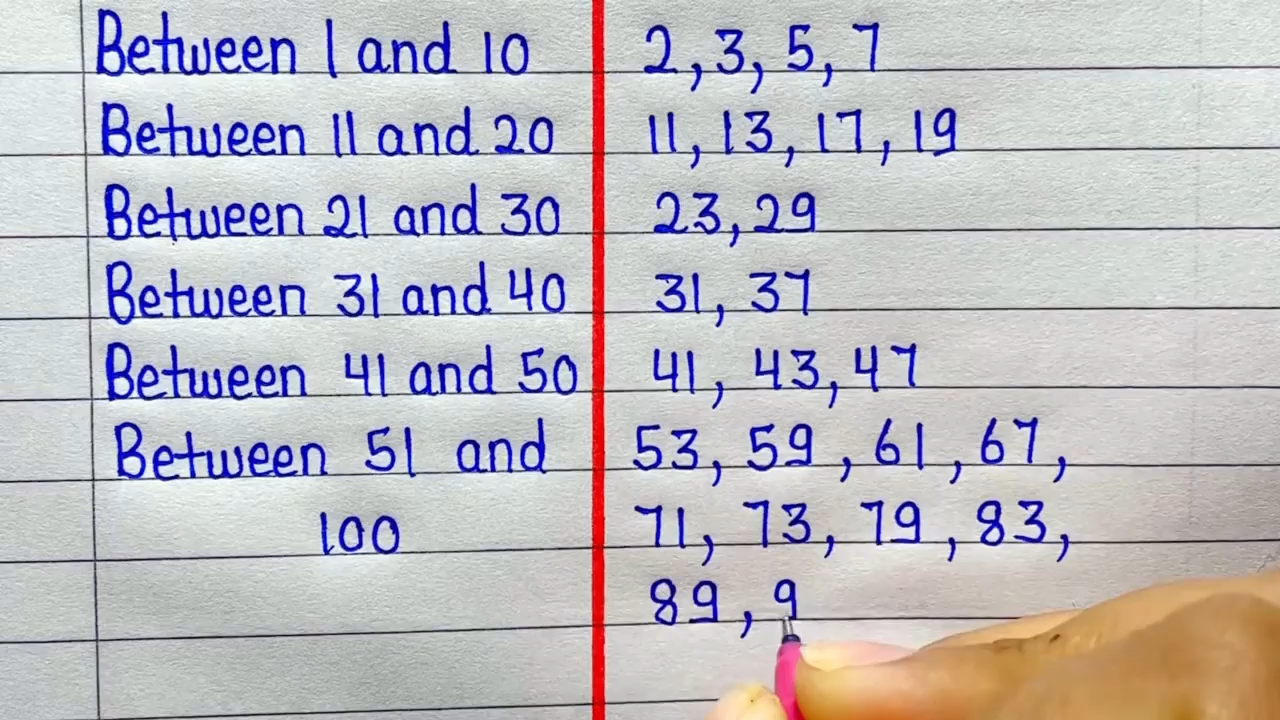 Between 1 and 10 2, 3, 5, 7
Between 11 and 20 11, 13, 17, 19
Between 21 and 30 23, 29
Between 31 and 40 31, 37
Between 41 and 50 41, 43, 47
Between 51 and 53, 59, 61, 67,
100 71, 73, 79, 83,
89, 9